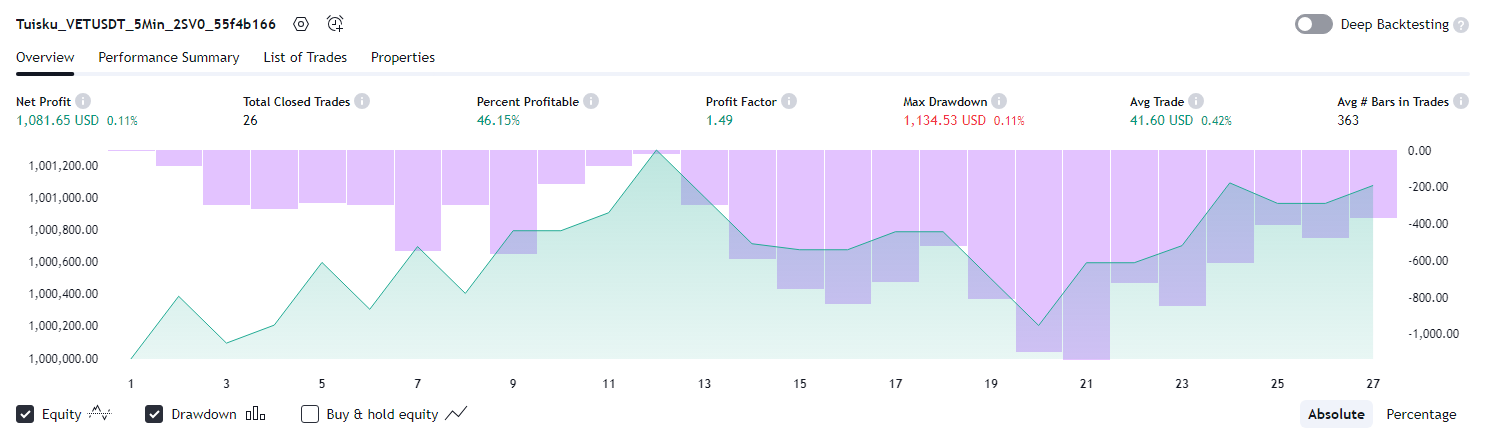 Tuisku_VETUSDT_5Min_2SV0_55f4b166 Deep Backtesting ?
Overview Performance Summary List of Trades Properties
Net Profit i Total Closed Trades i Percent Profitable i Profit Factor i Max Drawdown i Avg Trade i Avg # Bars in Trades i
1,081.65 USD 0.11% 26 46.15% 1.49 1,134.53 USD 0.11% 41.60 USD 0.42% 363
0.00
1,001,200.00
-200.00
1,001,000.00
-400.00
1,000,800.00
1,000,600.00 -600.00
1,000,400.00 -800.00
1,000,200.00 -1,000.00
1,000,000.00
1 3 5 7 9 11 13 15 17 19 21 23 25 27
Equity Drawdown Buy & hold equity Absolute Percentage